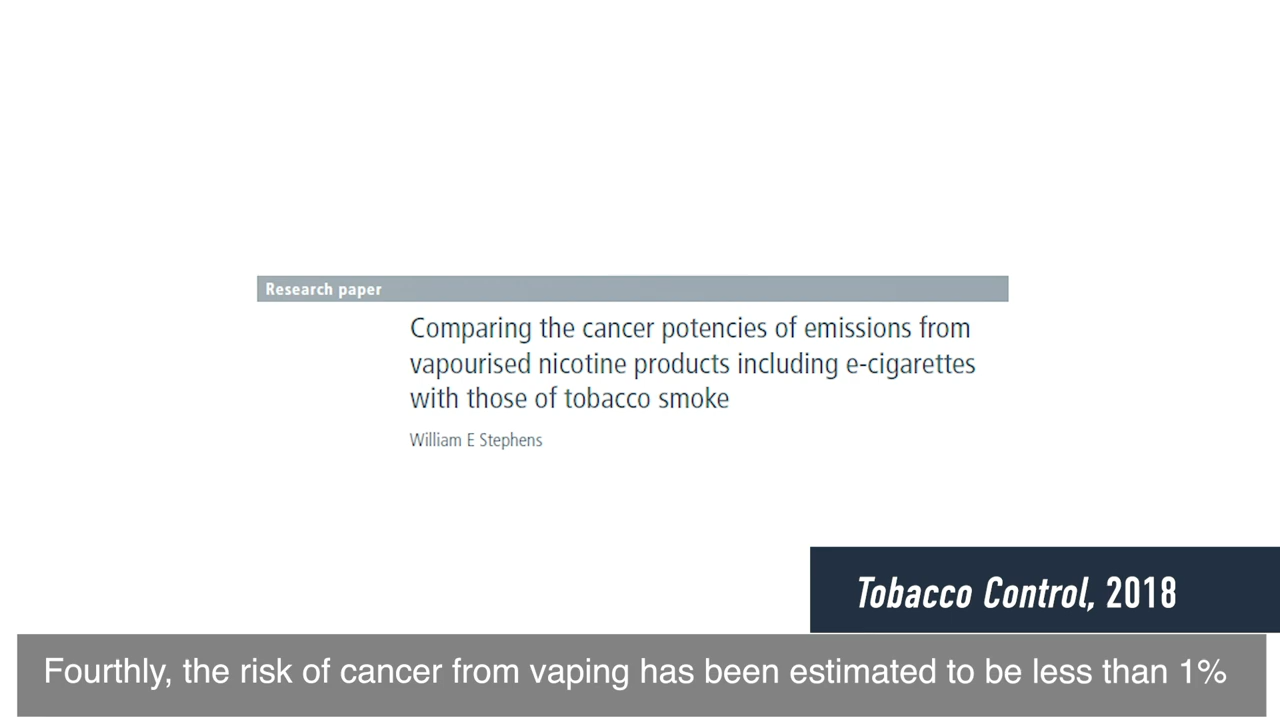 Research paper
Comparing the cancer potencies of emissions from
vapourised nicotine products including e-cigarettes
with those of tobacco smoke
William E Stephens
Tobacco Control, 2018
Fourthly, the risk of cancer from vaping has been estimated to be less than 1%